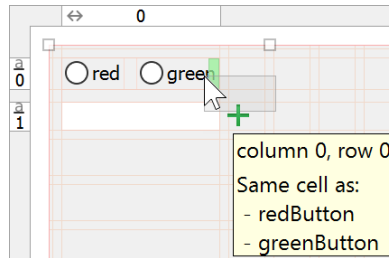 0
a
0
red green
a
1
column 0, row 0
Same cell as:
- redButton
- greenButton